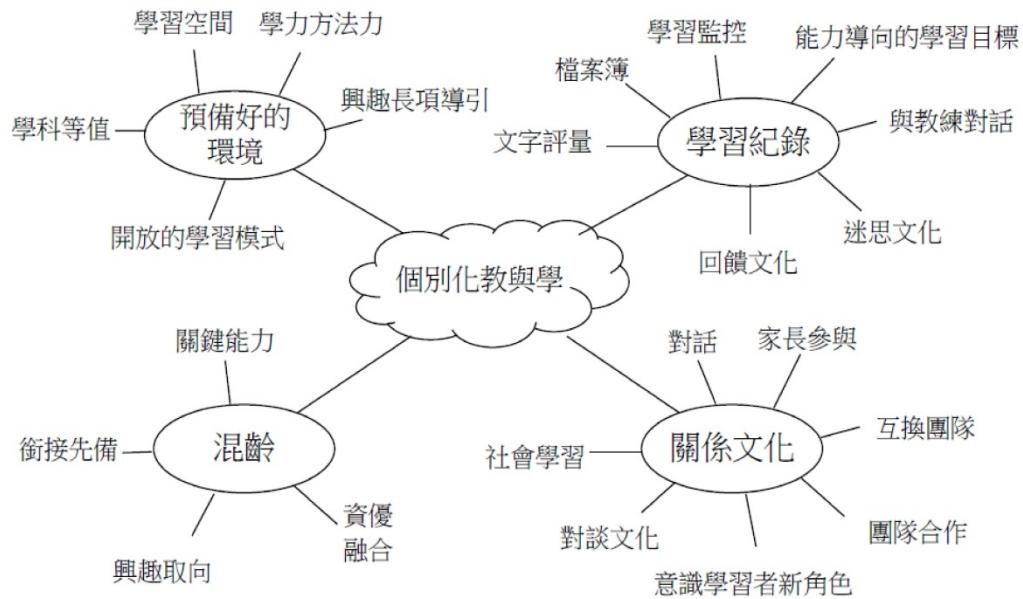 學習空間
學力方法力
學科等值
預備好的
環境
興趣長項導引
開放的學習模式
學習監控
能力導向的學習目標
檔案簿
文字評量
學習紀錄
與教練對話
迷思文化
回饋文化
個別化教與學
關鍵能力
銜接先備
混齡
資優
融合
興趣取向
對話
家長參與
社會學習
關係文化
互換團隊
對談文化
團隊合作
意識學習者新角色